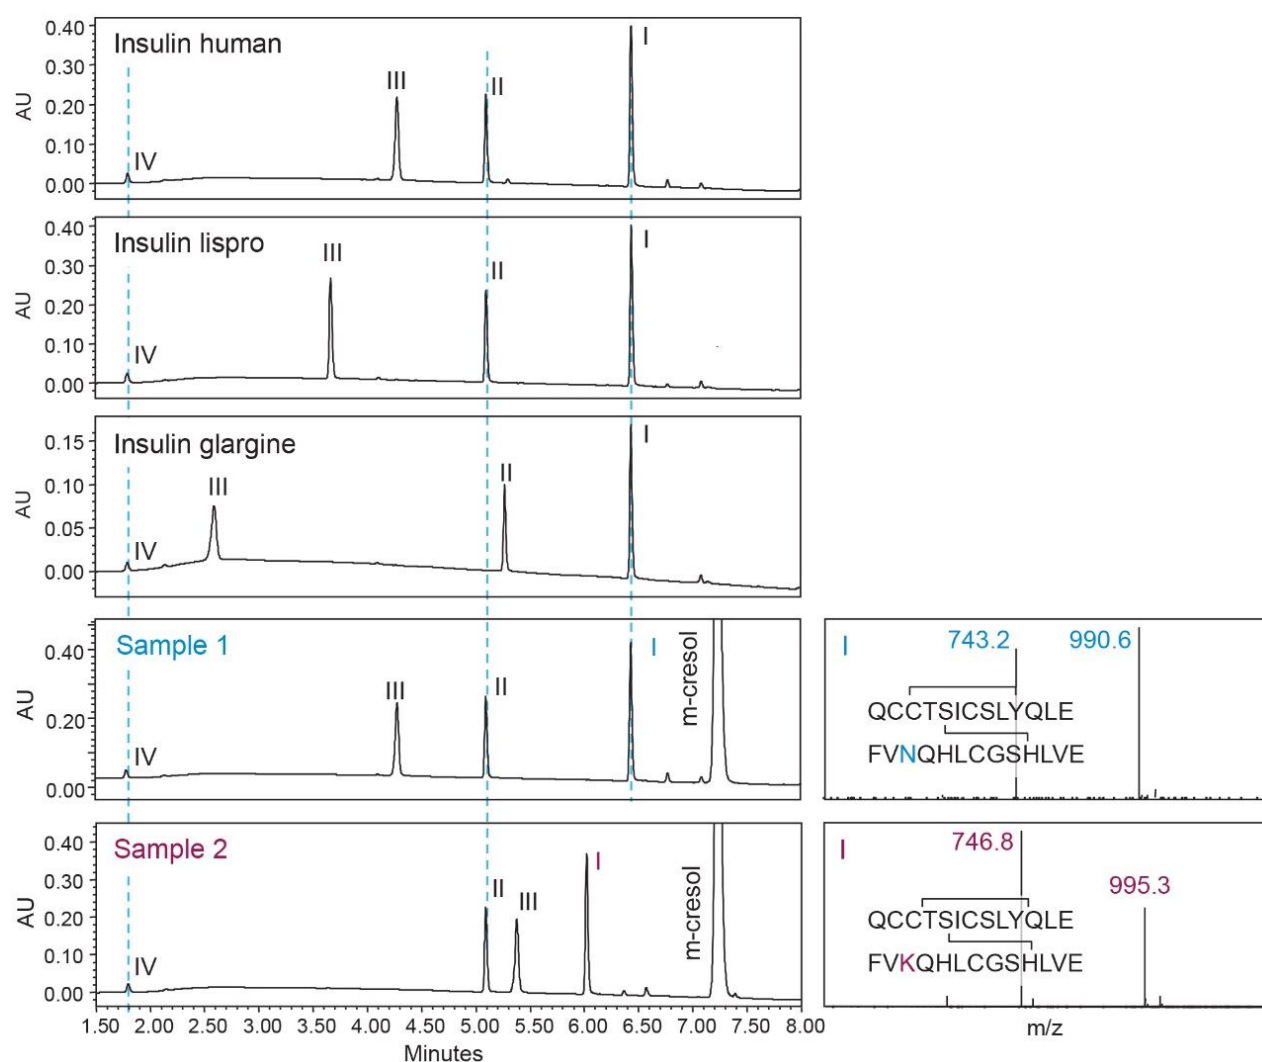 Insulin human
AU
0.40
0.30
0.20
0.10
0.00
IV
III
II
I
Insulin lispro
AU
0.40
0.30
0.20
0.10
0.00
IV
III
II
I
Insulin glargine
AU
0.15
0.10
0.05
0.00
IV
III
II
I
Sample 1
AU
0.40
0.20
0.00
IV
III
II
I
m-cresol
I
743.2
990.6
QCCTSICSLYQLE
FVNQHLCGSHLVE
Sample 2
AU
0.40
0.30
0.20
0.10
0.00
IV
II
III
I
m-cresol
I
746.8
995.3
QCCTSICSLYQLE
FVKQHLCGSHLVE
1.50 2.00 2.50 3.00 3.50 4.00 4.50 5.00 5.50 6.00 6.50 7.00 7.50 8.00
Minutes
m/z